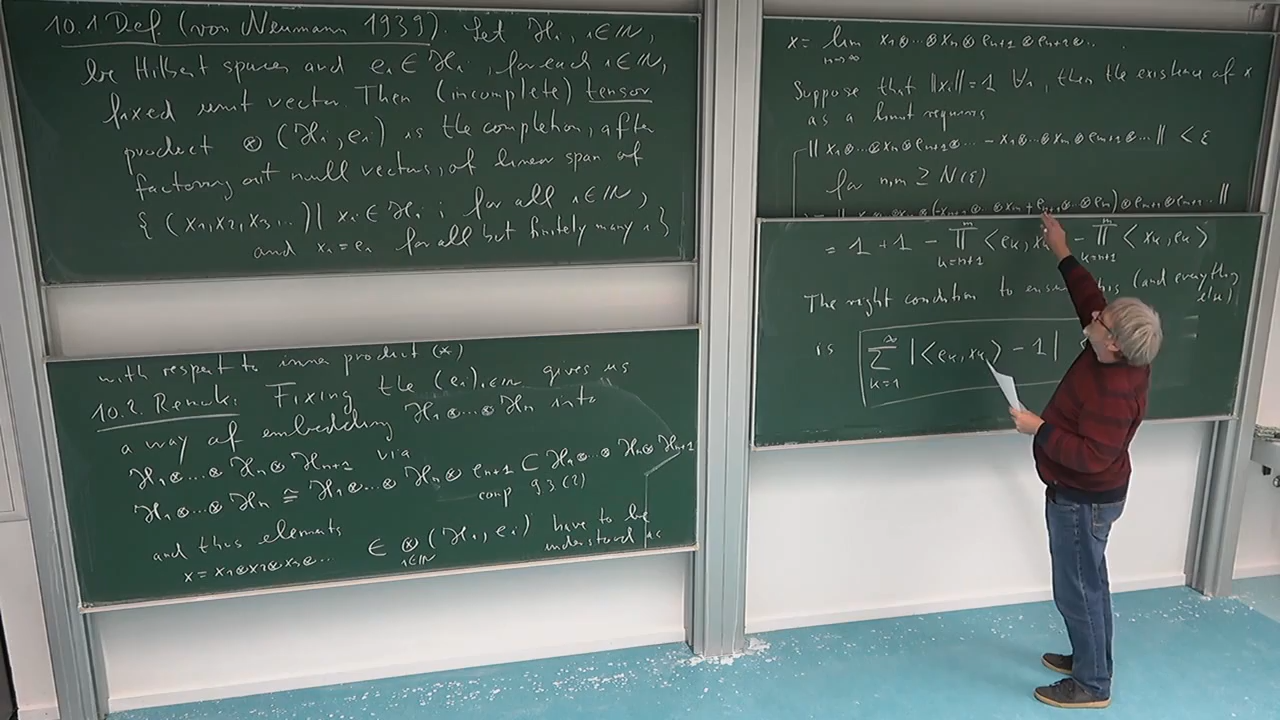 10.1. Def. (von Neumann 1939). Let ℋᵢ, i∈ℕ,
be Hilbert spaces and eᵢ ∈ ℋᵢ, for each i∈ℕ,
fixed unit vector. Then (incomplete) tensor
product ⊗(ℋᵢ, eᵢ) is the completion, after
factoring out null vectors, of linear span of
{ (x₁,x₂,x₃,...) | xᵢ ∈ ℋᵢ for all i∈ℕ,
and xᵢ = eᵢ for all but finitely many i }
with respect to inner product (*)
10.2. Remark: Fixing the (eᵢ)ᵢ∈ℕ gives us
a way of embedding ℋ₁⊗...⊗ℋₙ into
ℋ₁⊗...⊗ℋₙ⊗ℋₙ₊₁ via
ℋ₁⊗...⊗ℋₙ ≅ ℋ₁⊗...⊗ℋₙ⊗eₙ₊₁ ⊂ ℋ₁⊗...⊗ℋₙ⊗ℋₙ₊₁
comp 9.3(2)
and thus elements
x = x₁⊗x₂⊗x₃⊗... ∈ ⊗ᵢ∈ℕ (ℋᵢ, eᵢ) have to be understood as
x = lim n→∞ x₁⊗...⊗xₙ⊗eₙ₊₁⊗eₙ₊₂⊗...
Suppose that ‖xᵢ‖=1 ∀i, then the existence of x
as a limit requires
‖x₁⊗...⊗xₙ⊗eₙ₊₁⊗... - x₁⊗...⊗xₘ⊗eₘ₊₁⊗...‖ < ε
for n,m ≥ N(ε)
= 1 + 1 - ∏ₖ₌ₙ₊₁ᵐ <eₖ, xₖ> - ∏ₖ₌ₙ₊₁ᵐ <xₖ, eₖ>
The right condition to ensure this (and everything else)
is ∑ₖ₌₁^∞ |<eₖ, xₖ> - 1|